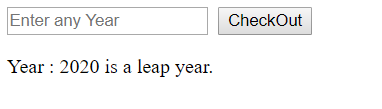 Enter any Year CheckOut
Year : 2020 is a leap year.